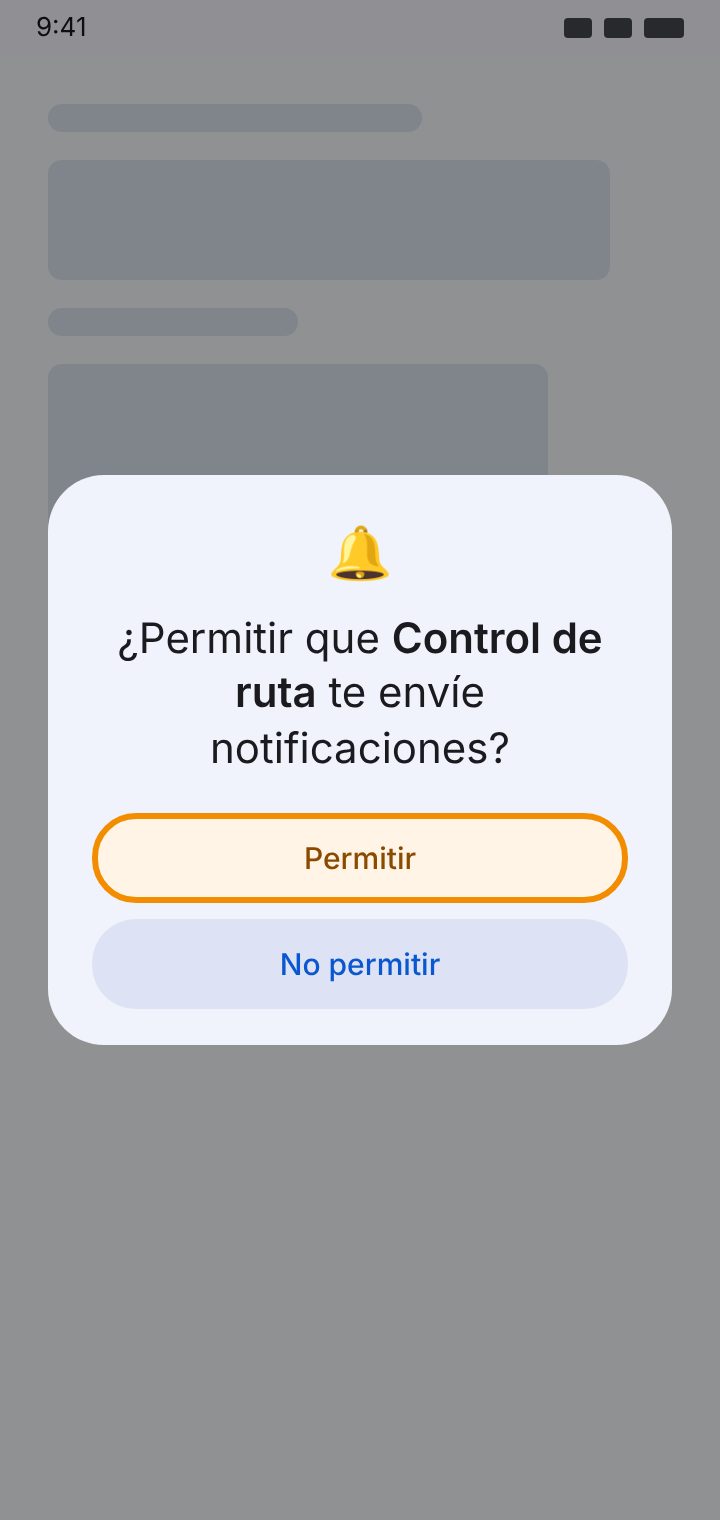 9:41
¿Permitir que Control de
ruta te envíe
notificaciones?
Permitir
No permitir